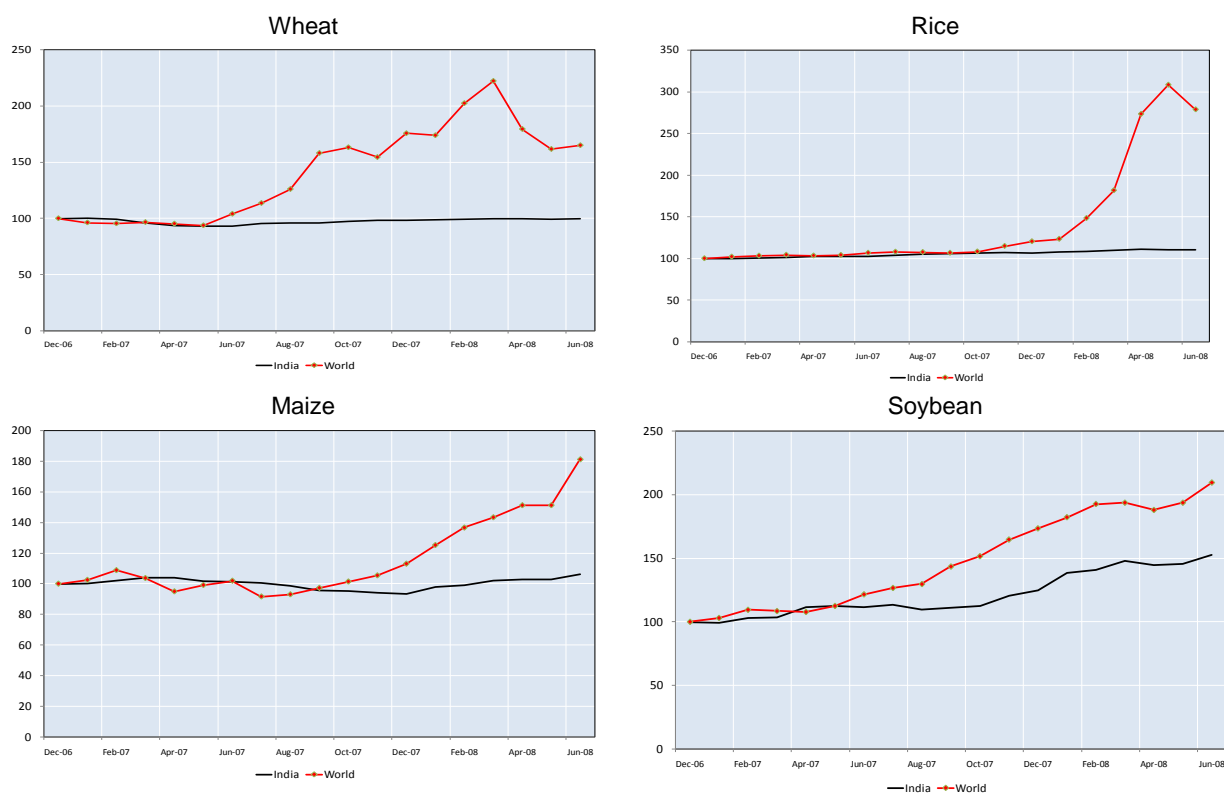 Wheat
250
200
150
100
50
0
Dec-06 Feb-07 Apr-07 Jun-07 Aug-07 Oct-07 Dec-07 Feb-08 Apr-08 Jun-08
India World
Rice
350
300
250
200
150
100
50
0
Dec-06 Feb-07 Apr-07 Jun-07 Aug-07 Oct-07 Dec-07 Feb-08 Apr-08 Jun-08
India World
Maize
200
180
160
140
120
100
80
60
40
20
0
Dec-06 Feb-07 Apr-07 Jun-07 Aug-07 Oct-07 Dec-07 Feb-08 Apr-08 Jun-08
India World
Soybean
250
200
150
100
50
0
Dec-06 Feb-07 Apr-07 Jun-07 Aug-07 Oct-07 Dec-07 Feb-08 Apr-08 Jun-08
India World